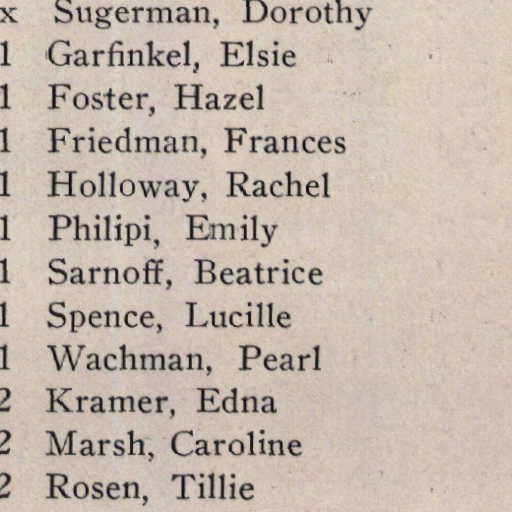 x Sugerman, Dorothy
1 Garfinkel, Elsie
1 Foster, Hazel
1 Friedman, Frances
1 Holloway, Rachel
1 Philipi, Emily
1 Sarnoff, Beatrice
1 Spence, Lucille
1 Wachman, Pearl
2 Kramer, Edna
2 Marsh, Caroline
2 Rosen, Tillie